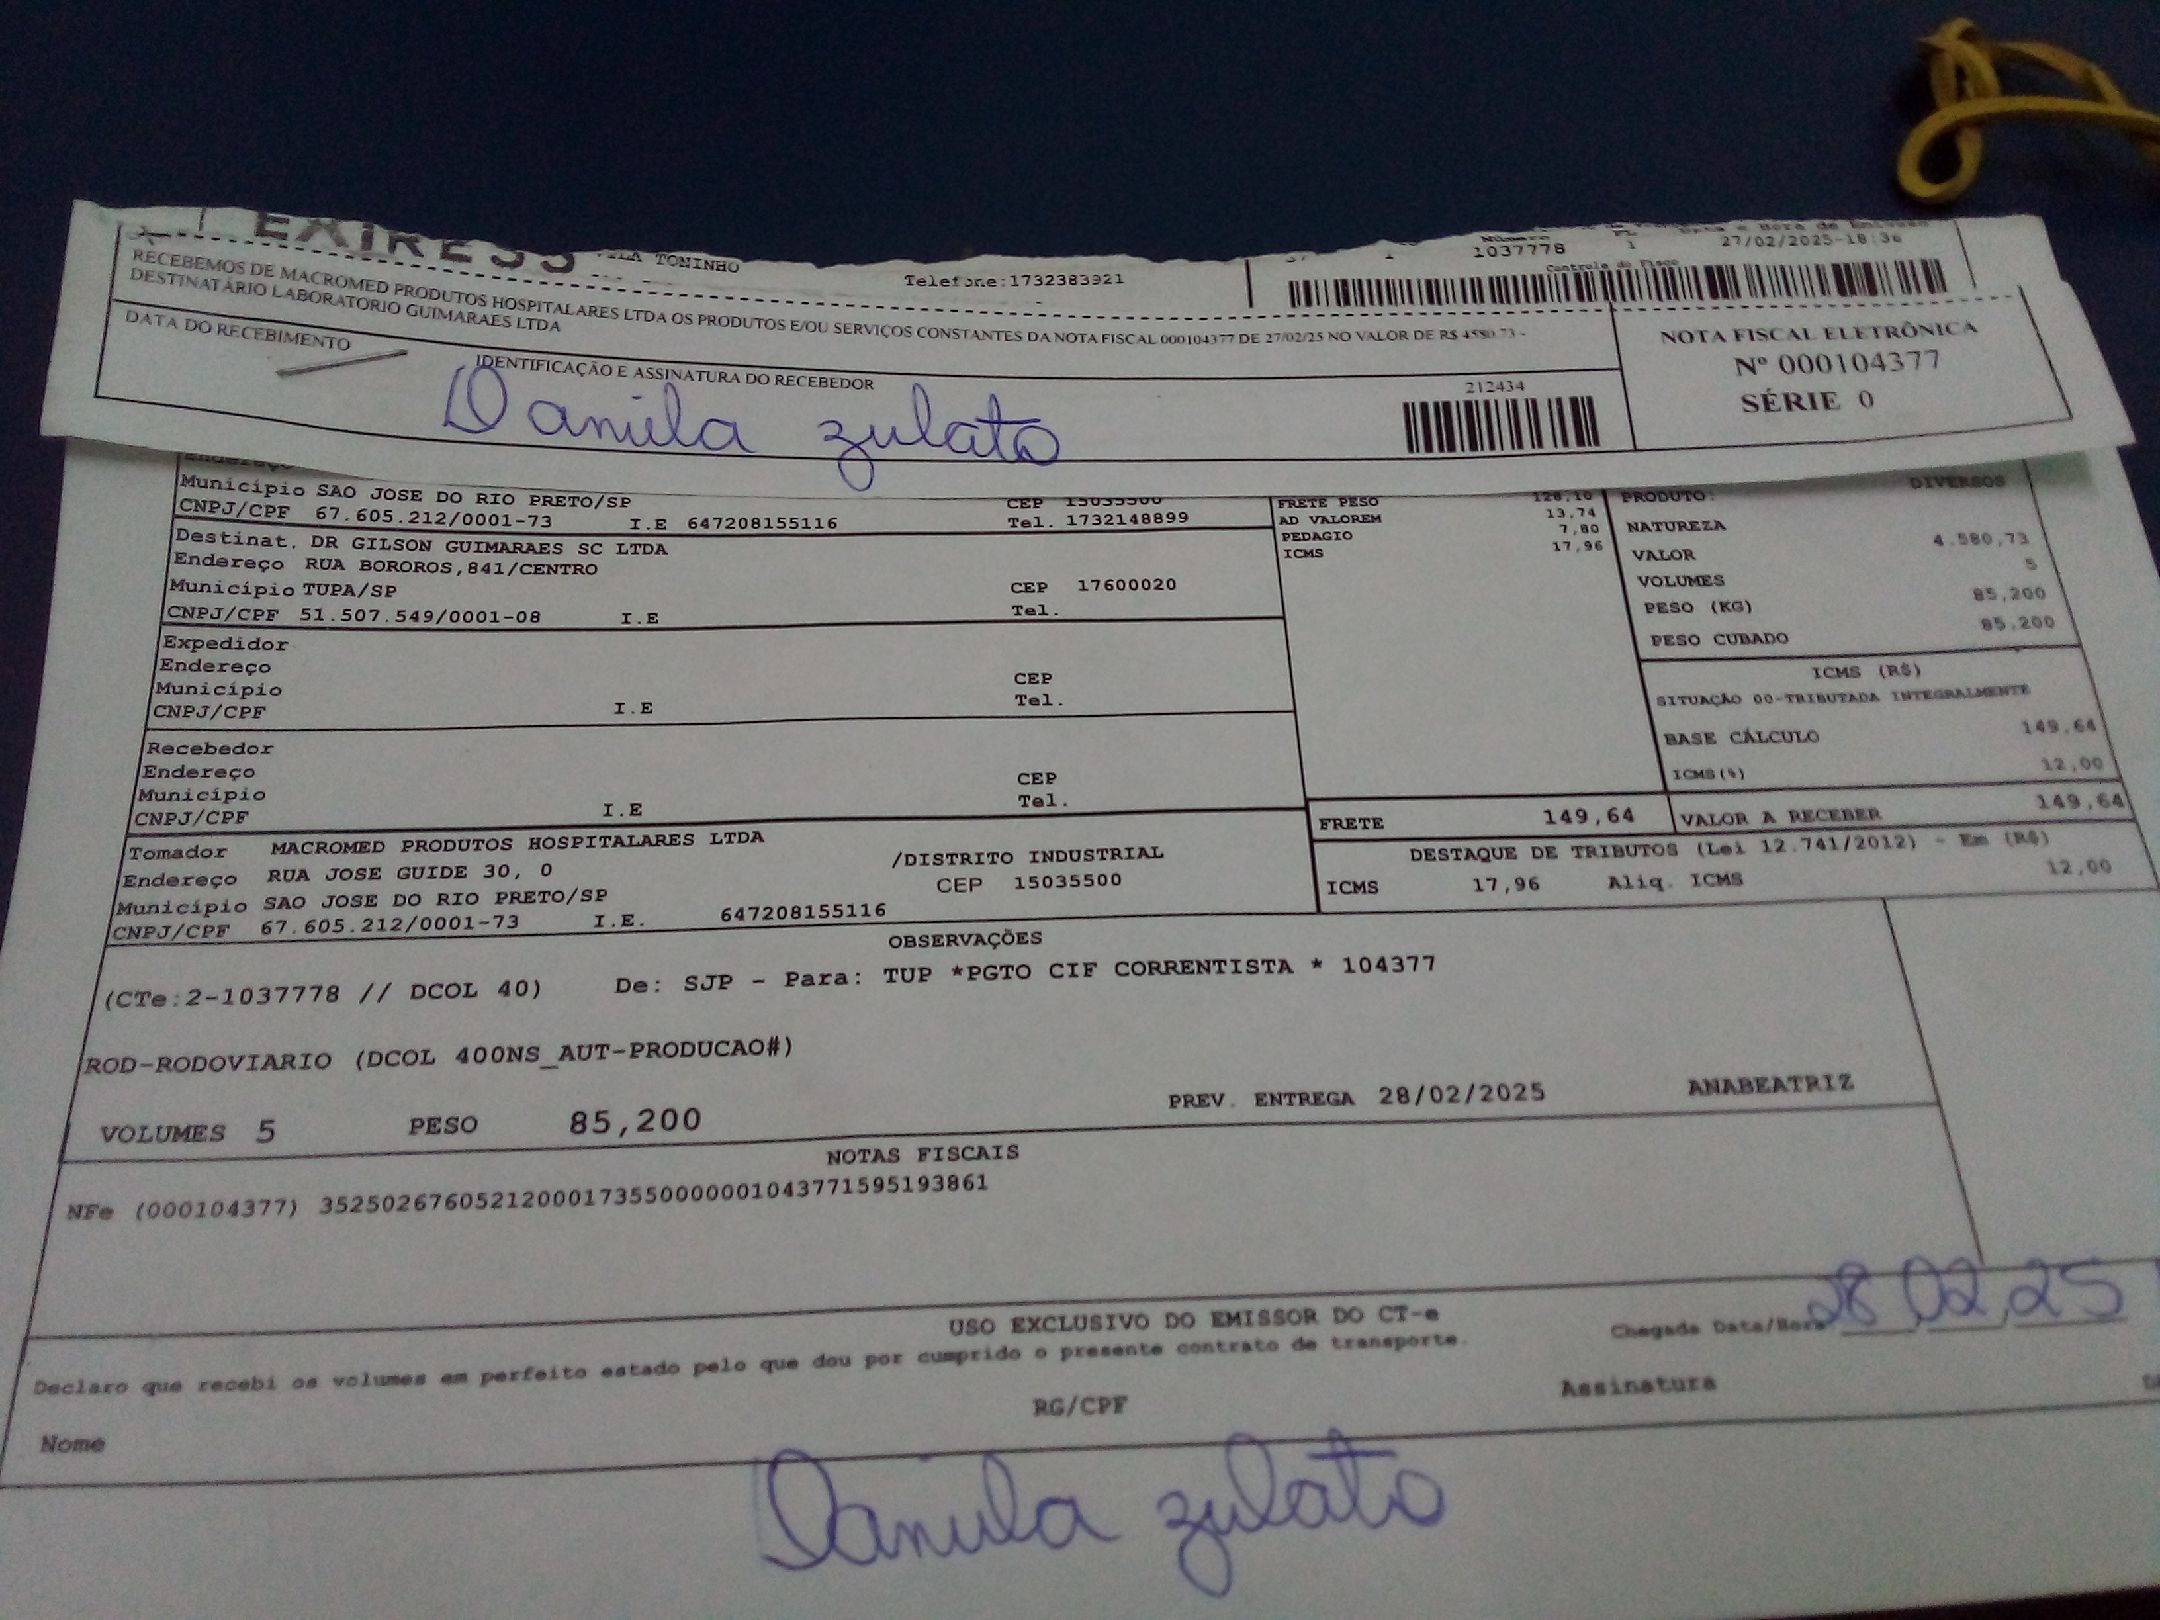 VILA TONINHO
Telefone:1732383921
Número
1037778
1
27/02/2025-18:36
Controle do Fisco
RECEBEMOS DE MACROMED PRODUTOS HOSPITALARES LTDA OS PRODUTOS E/OU SERVIÇOS CONSTANTES DA NOTA FISCAL 000104377 DE 27/02/25 NO VALOR DE R$ 4580.73 -
DESTINATÁRIO LABORATORIO GUIMARAES LTDA
DATA DO RECEBIMENTO
IDENTIFICAÇÃO E ASSINATURA DO RECEBEDOR
Danila zulato
212434
NOTA FISCAL ELETRÔNICA
Nº 000104377
SÉRIE 0
Endereço
Município SAO JOSE DO RIO PRETO/SP CEP 15035500
CNPJ/CPF 67.605.212/0001-73 I.E 647208155116 Tel. 1732148899
Destinat. DR GILSON GUIMARAES SC LTDA
Endereço RUA BOROROS,841/CENTRO
Município TUPA/SP CEP 17600020
CNPJ/CPF 51.507.549/0001-08 I.E Tel.
Expedidor
Endereço
Município CEP
CNPJ/CPF I.E Tel.
Recebedor
Endereço
Município CEP
CNPJ/CPF I.E Tel.
Tomador MACROMED PRODUTOS HOSPITALARES LTDA
Endereço RUA JOSE GUIDE 30, 0 /DISTRITO INDUSTRIAL
Município SAO JOSE DO RIO PRETO/SP CEP 15035500
CNPJ/CPF 67.605.212/0001-73 I.E. 647208155116
FRETE PESO 128,10
AD VALOREM 13,74
PEDAGIO 7,80
ICMS 17,96
PRODUTO: DIVERSOS
NATUREZA
VALOR 4.580,73
VOLUMES 5
PESO (KG) 85,200
PESO CUBADO 85.200
ICMS (R$)
SITUAÇÃO 00-TRIBUTADA INTEGRALMENTE
BASE CÁLCULO 149,64
ICMS(%) 12,00
FRETE 149,64 VALOR A RECEBER 149,64
DESTAQUE DE TRIBUTOS (Lei 12.741/2012) - Em (R$)
ICMS 17,96 Aliq. ICMS 12,00
OBSERVAÇÕES
(CTe:2-1037778 // DCOL 40) De: SJP - Para: TUP *PGTO CIF CORRENTISTA * 104377
ROD-RODOVIARIO (DCOL 400NS_AUT-PRODUCAO#)
VOLUMES 5 PESO 85,200 PREV. ENTREGA 28/02/2025 ANABEATRIZ
NOTAS FISCAIS
NFe (000104377) 35250267605212000173550000001043771595193861
USO EXCLUSIVO DO EMISSOR DO CT-e
Declaro que recebi os volumes em perfeito estado pelo que dou por cumprido o presente contrato de transporte.
Chegada Data/Hora 28 02 25
Nome RG/CPF Assinatura
Danila zulato